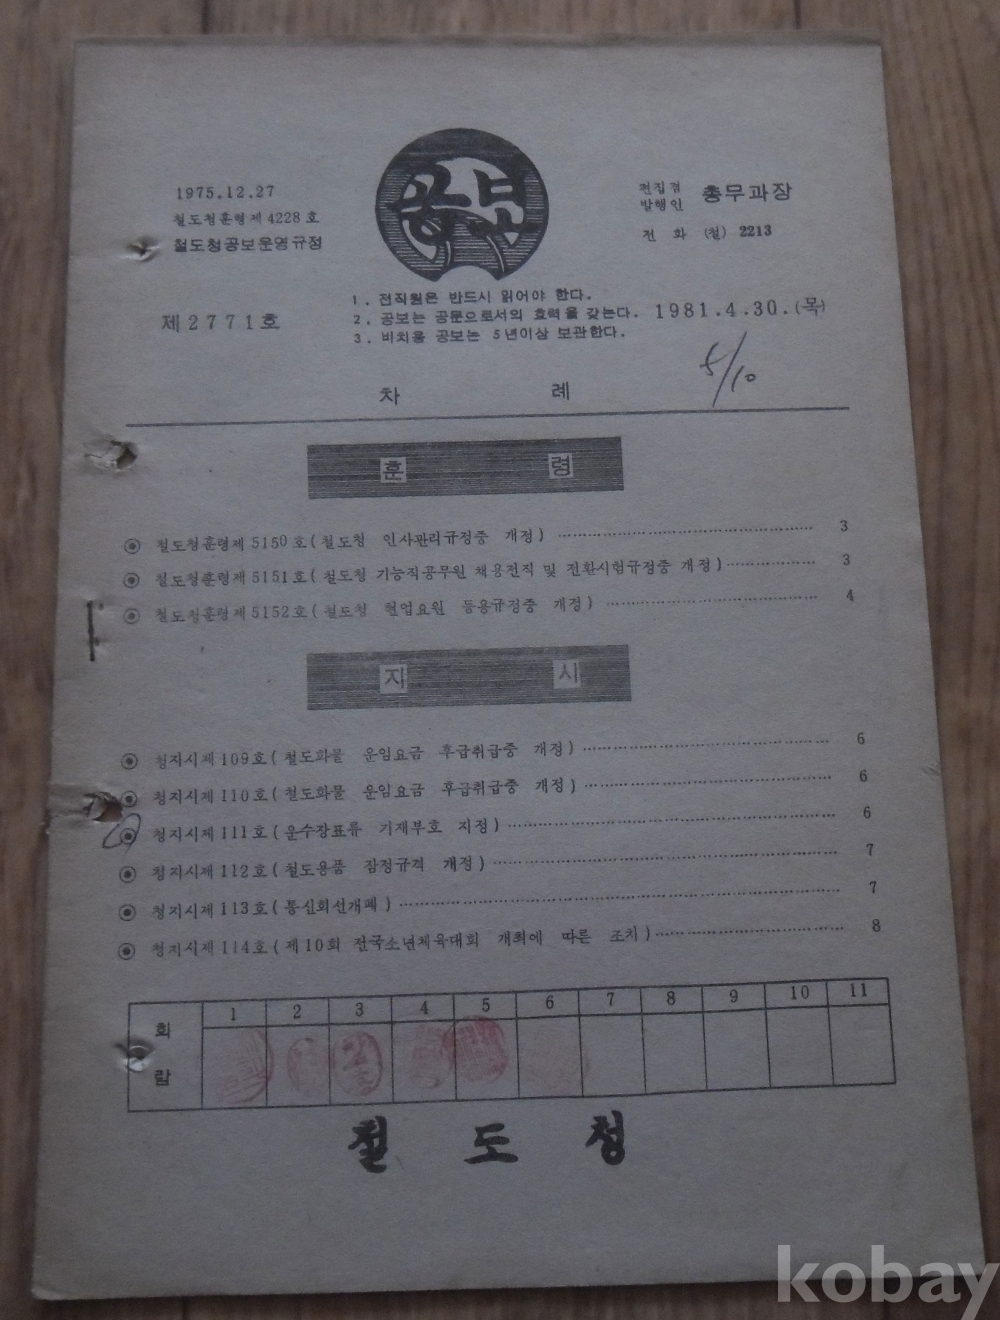 1975.12.27
철도청훈령제 4228 호
철도청공보운영규정
공보
편집겸
발행인 총무과장
전 화 (철) 2213
제2771호
1. 전직원은 반드시 읽어야 한다.
2. 공보는 공문으로서의 효력을 갖는다.
3. 비치용 공보는 5년이상 보관한다.
1981.4.30.(목)
5/10
차 례
훈 령
철도청훈령제 5150 호(철도청 인사관리규정중 개정) 3
철도청훈령제 5151호(철도청 기능직공무원 채용전직 및 전환시험규정중 개정) 3
철도청훈령제 5152호(철도청 현업요원 등용규정중 개정) 4
지 시
청지시제 109호(철도화물 운임요금 후급취급중 개정) 6
청지시제 110호(철도화물 운임요금 후급취급중 개정) 6
청지시제 111호(운수장표류 기재부호 지정) 6
청지시제 112호(철도용품 잠정규격 개정) 7
청지시제 113호(통신회선개폐) 7
청지시제 114호(제10회 전국소년체육대회 개최에 따른 조치) 8
회람 1 2 3 4 5 6 7 8 9 10 11
철도청
kobay